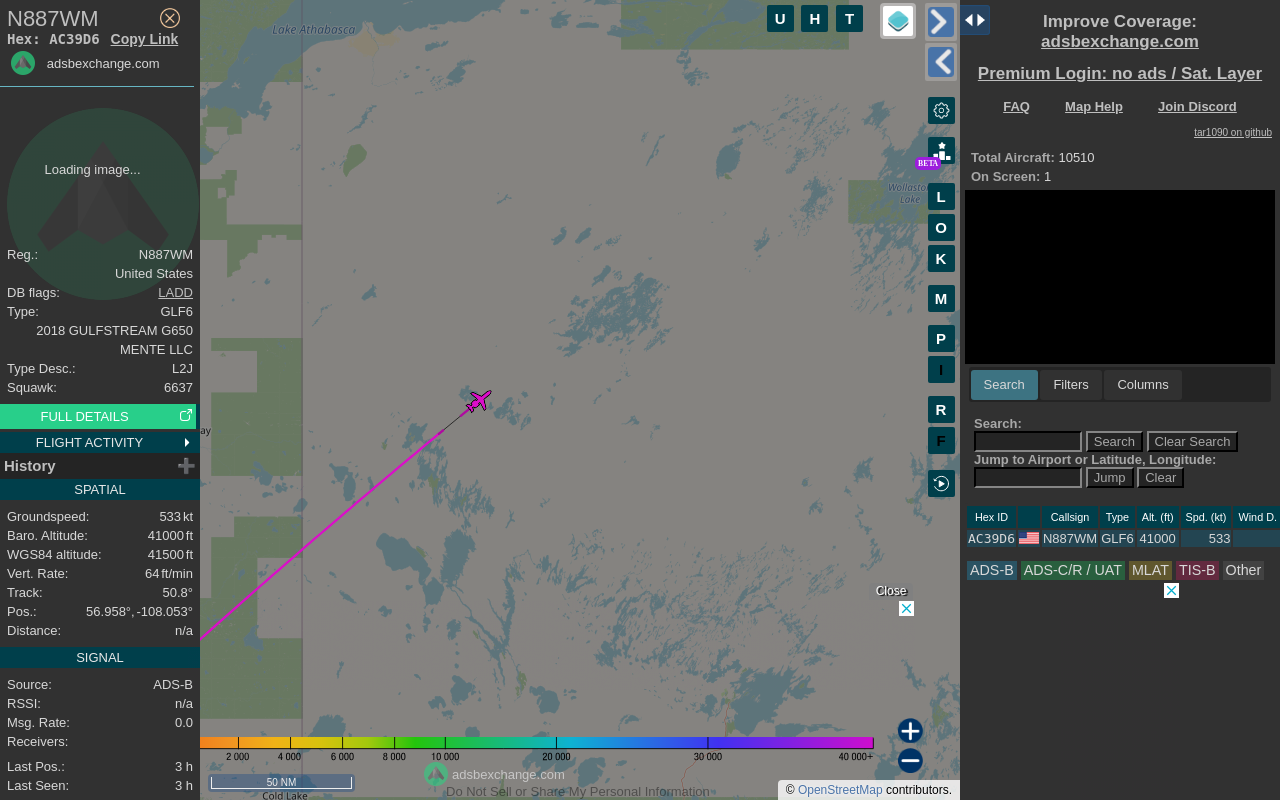 N887WM
Hex: AC39D6 Copy Link
adsbexchange.com
Loading image...
Reg.: N887WM
United States
DB flags: LADD
Type: GLF6
2018 GULFSTREAM G650
MENTE LLC
Type Desc.: L2J
Squawk: 6637
FULL DETAILS
FLIGHT ACTIVITY
History
SPATIAL
Groundspeed: 533 kt
Baro. Altitude: 41000 ft
WGS84 altitude: 41500 ft
Vert. Rate: 64 ft/min
Track: 50.8°
Pos.: 56.958°, -108.053°
Distance: n/a
SIGNAL
Source: ADS-B
RSSI: n/a
Msg. Rate: 0.0
Receivers:
Last Pos.: 3 h
Last Seen: 3 h
Lake Athabasca
U H T
BETA
Lake
L
O
K
M
P
I
R
F
ay
Close
2 000 4 000 6 000 8 000 10 000 20 000 30 000 40 000+
50 NM
adsbexchange.com
Do Not Sell or Share My Personal Information
Cold Lake
© OpenStreetMap contributors.
Improve Coverage:
adsbexchange.com
Premium Login: no ads / Sat. Layer
FAQ Map Help Join Discord
tar1090 on github
Total Aircraft: 10510
On Screen: 1
Search Filters Columns
Search:
Search Clear Search
Jump to Airport or Latitude, Longitude:
Jump Clear
Hex ID Callsign Type Alt. (ft) Spd. (kt) Wind D.
AC39D6 N887WM GLF6 41000 533
ADS-B ADS-C/R / UAT MLAT TIS-B Other